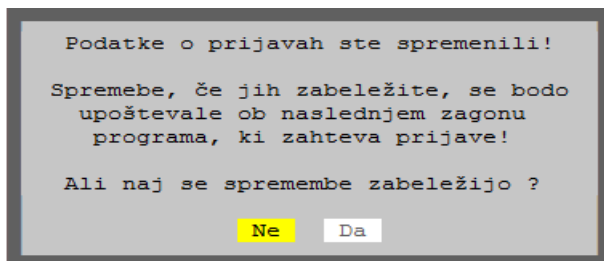 Podatke o prijavah ste spremenili!
Spremebe, če jih zabeležite, se bodo
upoštevale ob naslednjem zagonu
programa, ki zahteva prijave!
Ali naj se spremembe zabeležijo ?
Ne Da